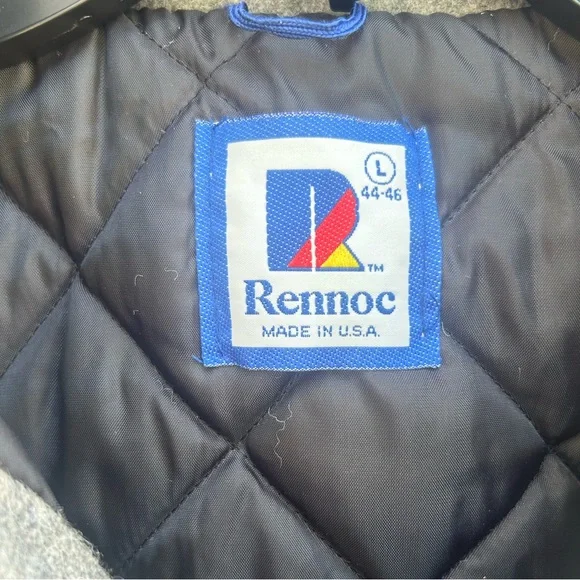 L
44-46
R
TM
Rennoc
MADE IN U.S.A.